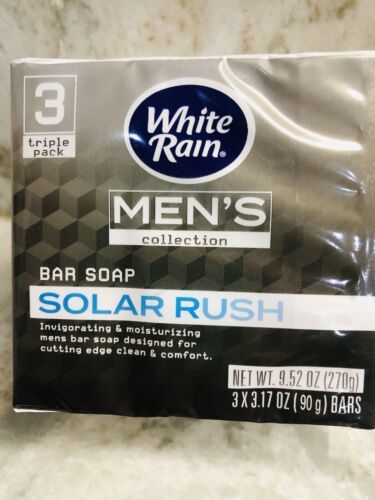 3
triple
pack
White
Rain®
MEN'S
collection
BAR SOAP
SOLAR RUSH
Invigorating & moisturizing
mens bar soap designed for
cutting edge clean & comfort.
NET WT. 9.52 OZ (270g)
3 X 3.17 OZ (90 g) BARS